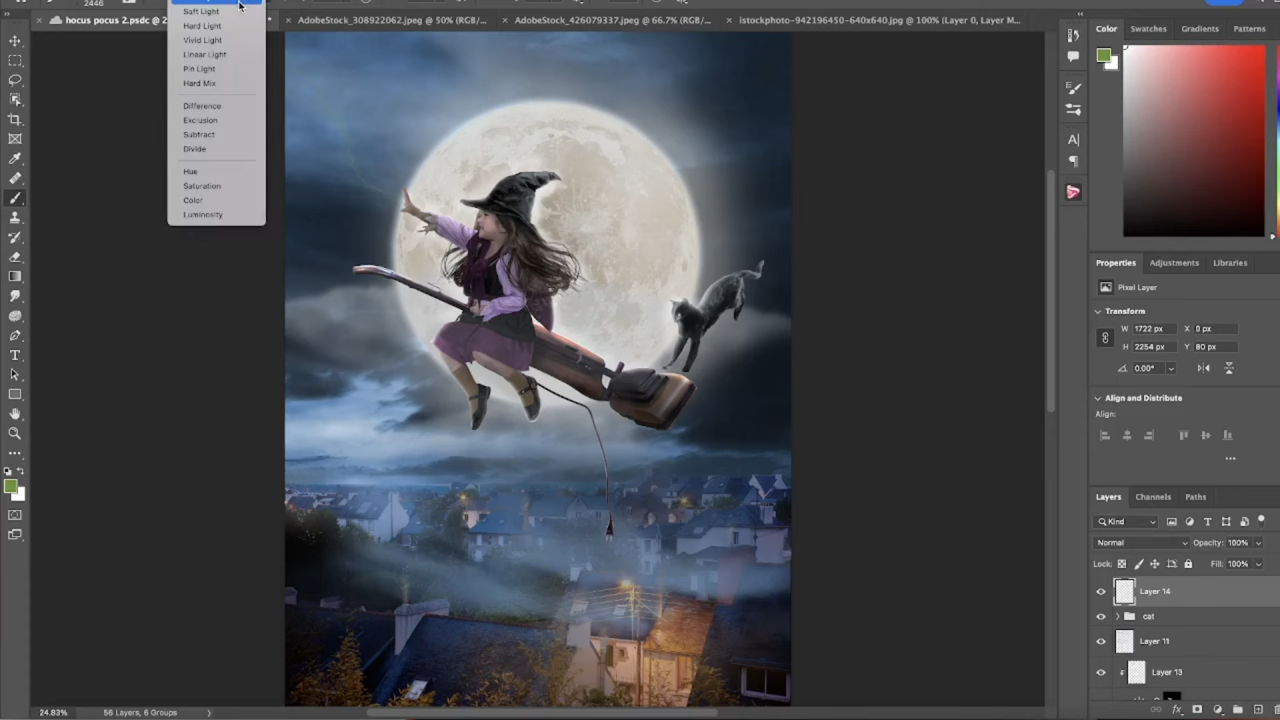 2446
hocus pocus 2.psdc @ 2
AdobeStock_308922062.jpeg @ 50% (RGB/...
AdobeStock_426079337.jpeg @ 66.7% (RGB/...
istockphoto-942196450-640x640.jpg @ 100% (Layer 0, Layer M...
Soft Light
Hard Light
Vivid Light
Linear Light
Pin Light
Hard Mix
Difference
Exclusion
Subtract
Divide
Hue
Saturation
Color
Luminosity
Color Swatches Gradients Patterns
Properties Adjustments Libraries
Pixel Layer
Transform
W 1722 px X 0 px
H 2254 px Y 80 px
0.00°
Align and Distribute
Align:
Layers Channels Paths
Kind
Normal Opacity: 100%
Lock: Fill: 100%
Layer 14
cat
Layer 11
Layer 13
24.83% 56 Layers, 6 Groups